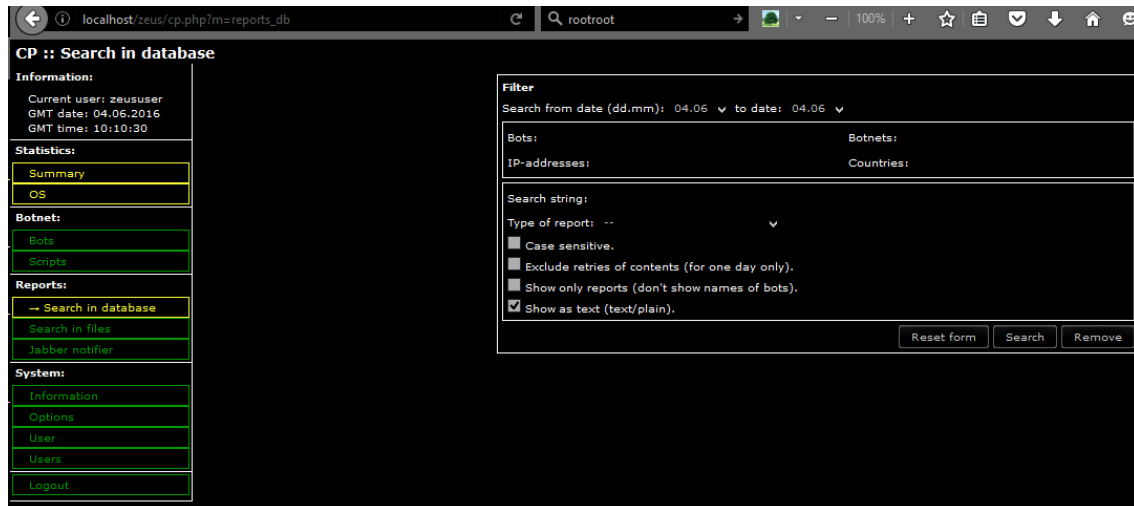 localhost/zeus/cp.php?m=reports_db
rootroot
100%
CP :: Search in database
Information:
Current user: zeususer
GMT date: 04.06.2016
GMT time: 10:10:30
Statistics:
Summary
OS
Botnet:
Bots
Scripts
Reports:
→ Search in database
Search in files
Jabber notifier
System:
Information
Options
User
Users
Logout
Filter
Search from date (dd.mm): 04.06 to date: 04.06
Bots: Botnets:
IP-addresses: Countries:
Search string:
Type of report: --
Case sensitive.
Exclude retries of contents (for one day only).
Show only reports (don't show names of bots).
Show as text (text/plain).
Reset form Search Remove